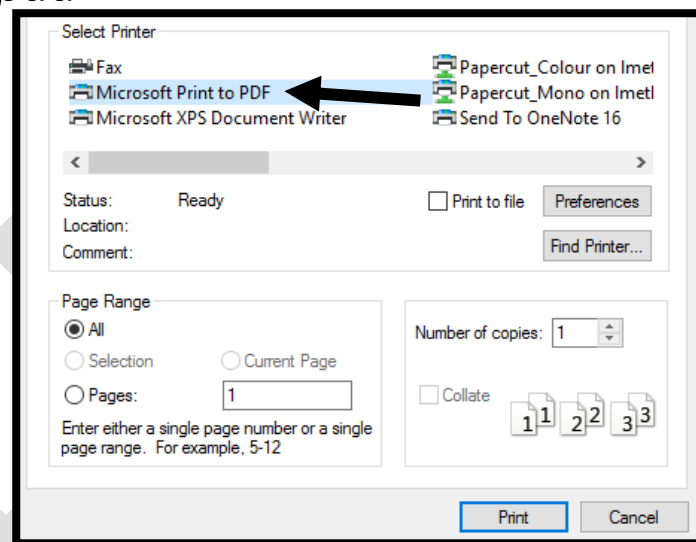 Select Printer
Fax
Microsoft Print to PDF
Microsoft XPS Document Writer
Papercut_Colour on Imet
Papercut_Mono on Imetl
Send To OneNote 16
Status: Ready
Print to file
Preferences
Location:
Comment:
Find Printer...
Page Range
All
Selection
Current Page
Pages: 1
Enter either a single page number or a single
page range. For example, 5-12
Number of copies: 1
Collate
1 1 2 2 3 3
Print
Cancel